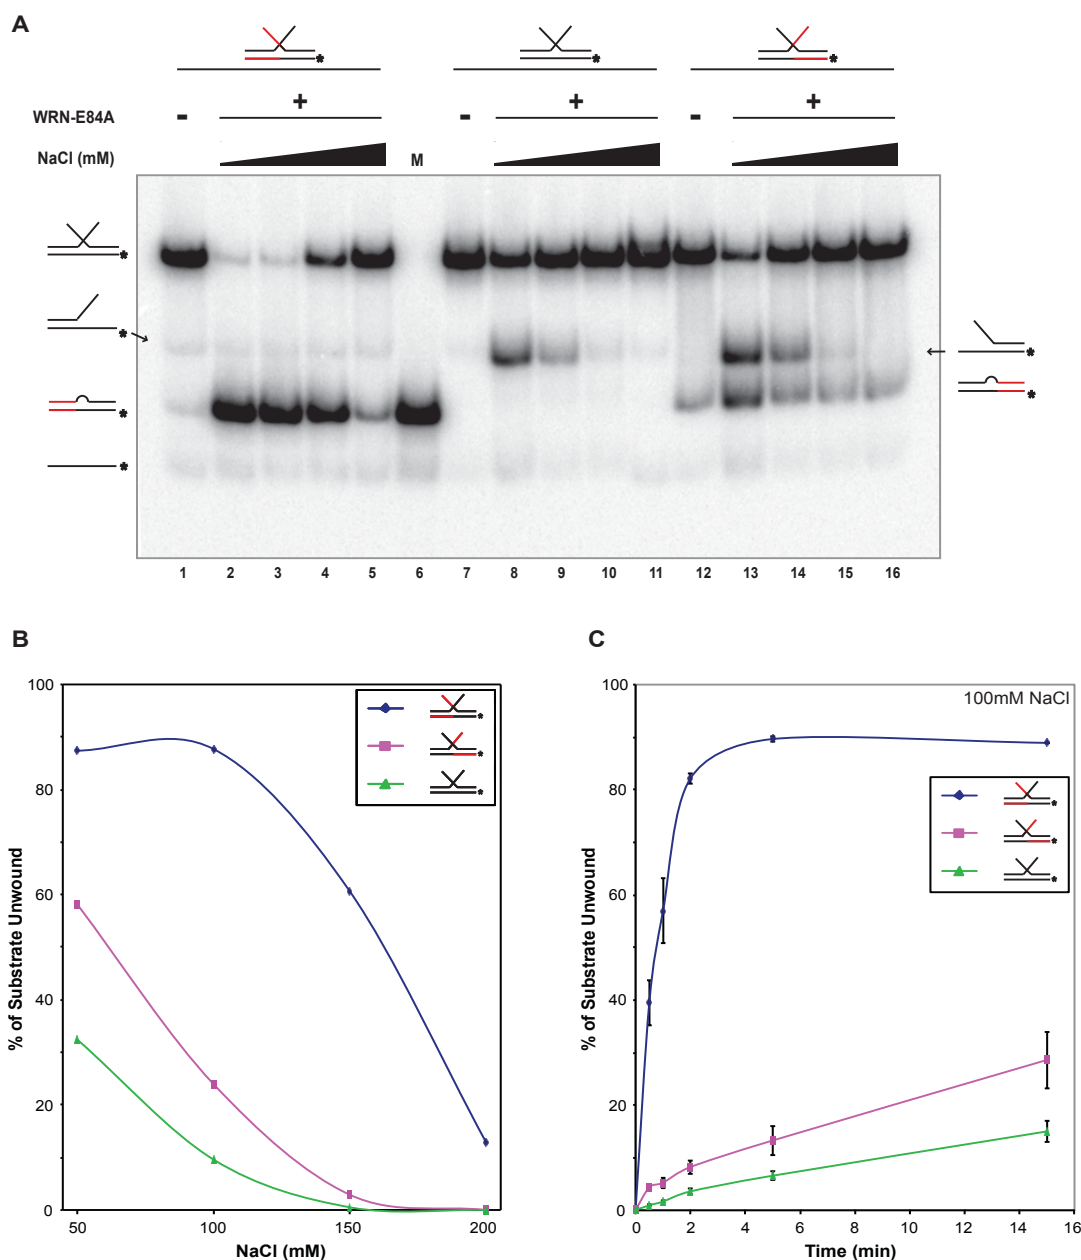 A
- + - + - +
WRN-E84A
NaCl (mM) M
* * *
*
*
*
*
*
*
1 2 3 4 5 6 7 8 9 10 11 12 13 14 15 16
B
100
80
60
40
20
0
50 100 150 200
% of Substrate Unwound
NaCl (mM)
*
*
*
C
100mM NaCl
100
80
60
40
20
0
0 2 4 6 8 10 12 14 16
% of Substrate Unwound
Time (min)
*
*
*